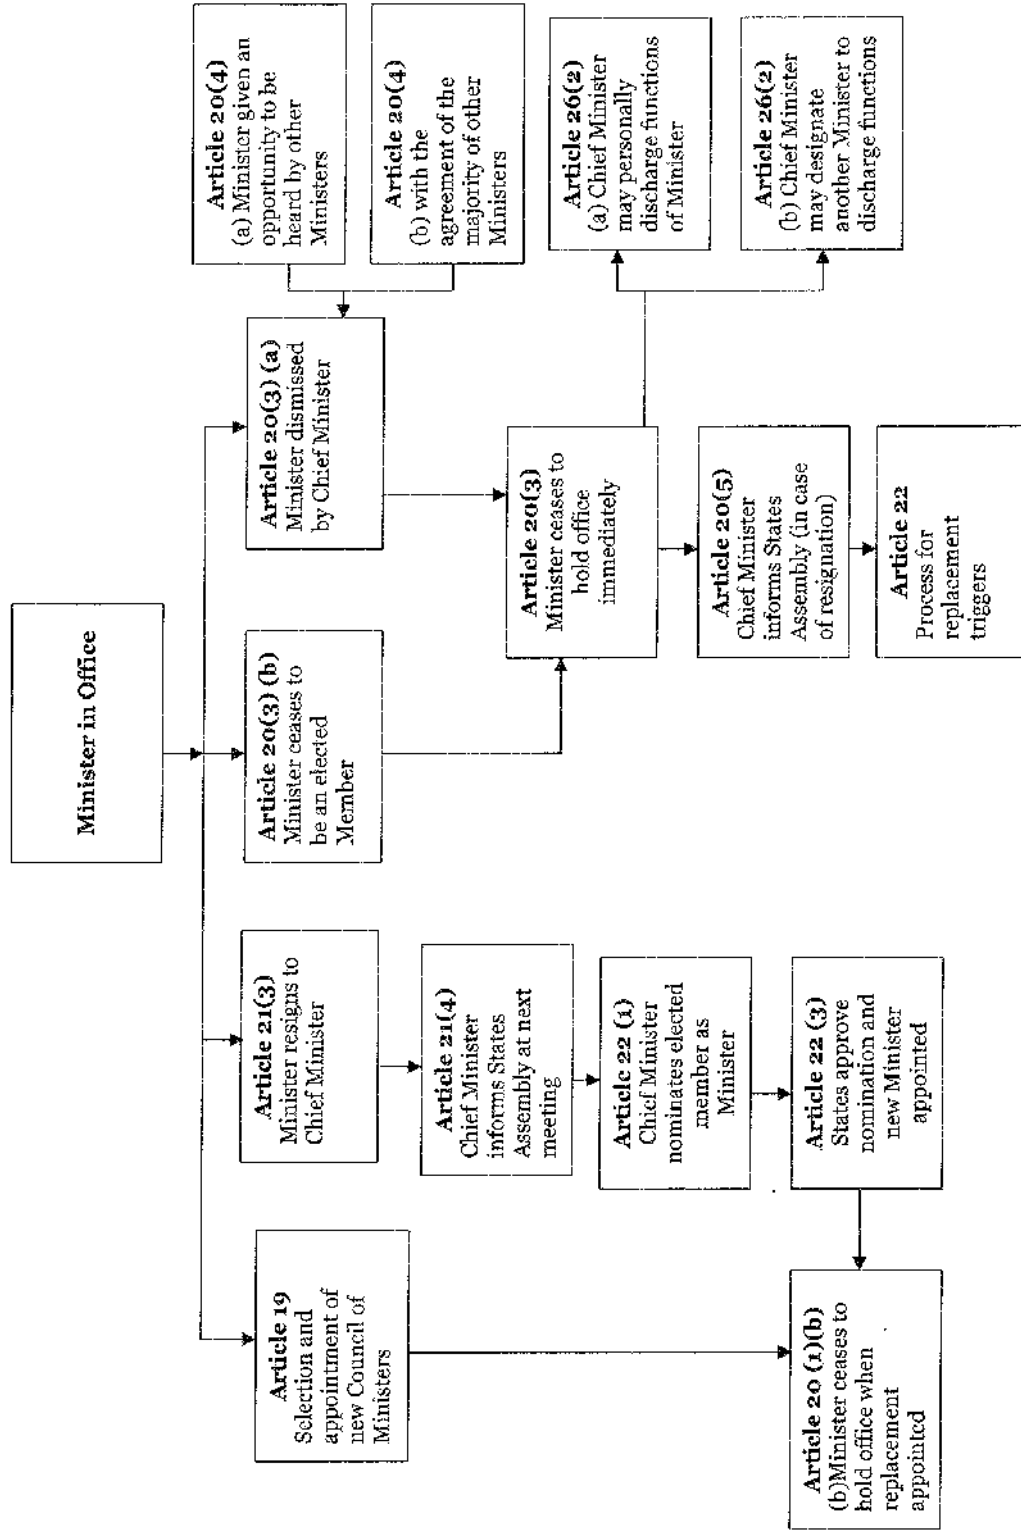 Minister in Office
Article 19
Selection and
appointment of
new Council of
Ministers
Article 21(3)
Minister resigns to
Chief Minister
Article 20(3) (b)
Minister ceases to
be an elected
Member
Article 20(3) (a)
Minister dismissed
by Chief Minister
Article 20(4)
(a) Minister given an
opportunity to be
heard by other
Ministers
Article 20(4)
(b) with the
agreement of the
majority of other
Ministers
Article 21(4)
Chief Minister
informs States
Assembly at next
meeting
Article 22 (1)
Chief Minister
nominates elected
member as
Minister
Article 22 (3)
States approve
nomination and
new Minister
appointed
Article 20 (1)(b)
(b)Minister ceases to
hold office when
replacement
appointed
Article 20(3)
Minister ceases to
hold office
immediately
Article 20(5)
Chief Minister
informs States
Assembly (in case
of resignation)
Article 22
Process for
replacement
triggers
Article 26(2)
(a) Chief Minister
may personally
discharge functions
of Minister
Article 26(2)
(b) Chief Minister
may designate
another Minister to
discharge functions